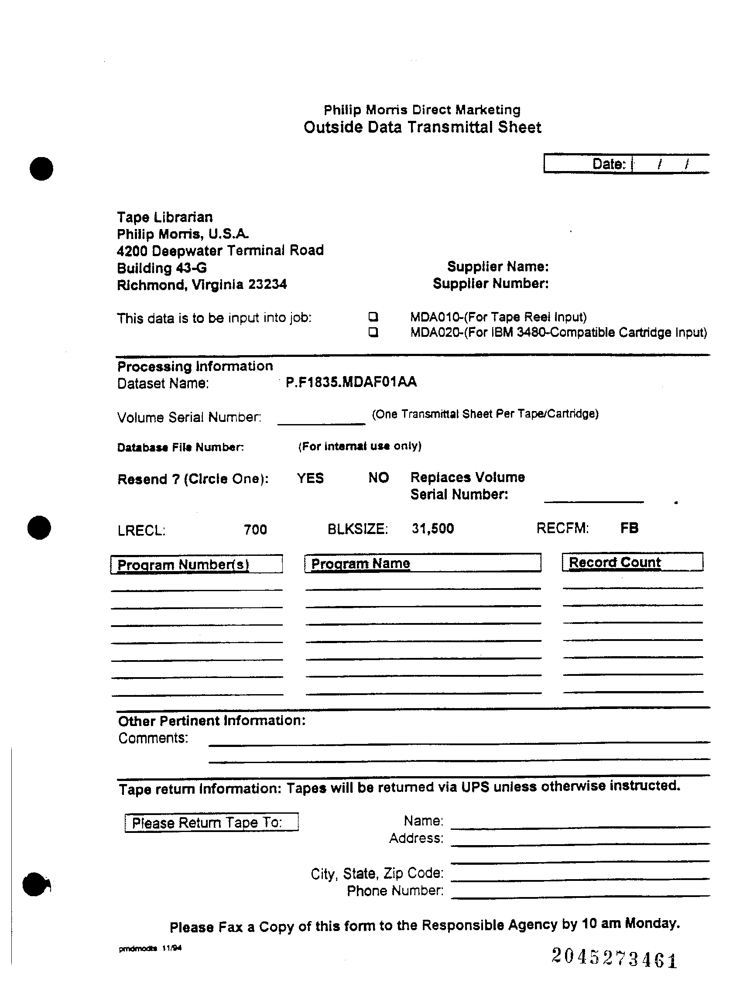 Philip Morris Direct Marketing
Outside Data Transmittal Sheet
Date: / /
Tape Librarian
Philip Morris, U.S.A.
4200 Deepwater Terminal Road
Building 43-G
Richmond, Virginia 23234
Supplier Name:
Supplier Number:
This data is to be input into job: ❑ MDA010-(For Tape Reel Input)
❑ MDA020-(For IBM 3480-Compatible Cartridge Input)
Processing Information
Dataset Name: P.F1835.MDAF01AA
Volume Serial Number: (One Transmittal Sheet Per Tape/Cartridge)
Database File Number: (For internal use only)
Resend ? (Circle One): YES NO Replaces Volume
Serial Number:
LRECL: 700 BLKSIZE: 31,500 RECFM: FB
Program Number(s) Program Name Record Count
Other Pertinent Information:
Comments:
Tape return Information: Tapes will be returned via UPS unless otherwise instructed.
Please Return Tape To: Name:
Address:
City, State, Zip Code:
Phone Number:
Please Fax a Copy of this form to the Responsible Agency by 10 am Monday.
pmdmodts 11/94
2045273461